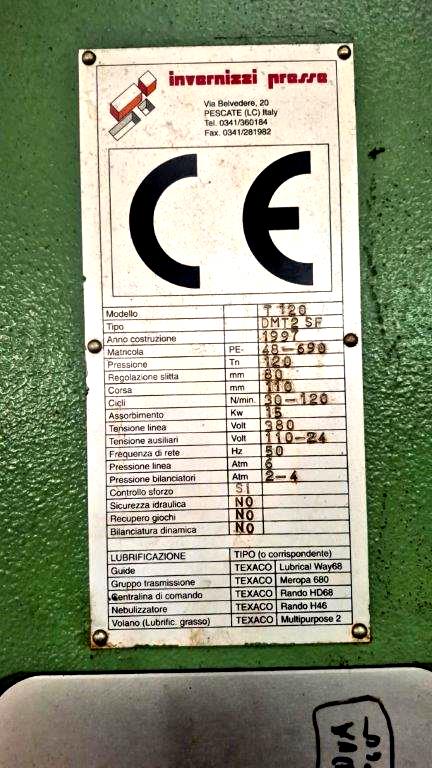 invernizzi presse
Via Belvedere, 20
PESCATE (LC) Italy
Tel. 0341/360184
Fax. 0341/281982
CE
Modello T 120
Tipo DMT2 SF
Anno costruzione 1997
Matricola PE- 48-690
Pressione Tn 120
Regolazione slitta mm 80
Corsa mm 110
Cicli N/min. 30-120
Assorbimento Kw 15
Tensione linea Volt 380
Tensione ausiliari Volt 110-24
Frequenza di rete Hz 50
Pressione linea Atm 6
Pressione bilanciatori Atm 2-4
Controllo sforzo SI
Sicurezza idraulica NO
Recupero giochi NO
Bilanciatura dinamica NO
LUBRIFICAZIONE TIPO (o corrispondente)
Guide TEXACO Lubrical Way68
Gruppo trasmissione TEXACO Meropa 680
Centralina di comando TEXACO Rando HD68
Nebulizzatore TEXACO Rando H46
Volano (Lubrific. grasso) TEXACO Multipurpose 2